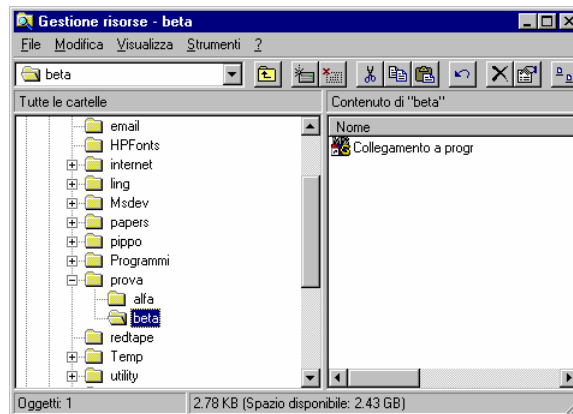 Gestione risorse - beta
File Modifica Visualizza Strumenti ?
beta
Tutte le cartelle
Contenuto di "beta"
email
HPFonts
internet
ling
Msdev
papers
pippo
Programmi
prova
alfa
beta
redtape
Temp
utility
Nome
Collegamento a progr
Oggetti: 1
2.78 KB (Spazio disponibile: 2.43 GB)